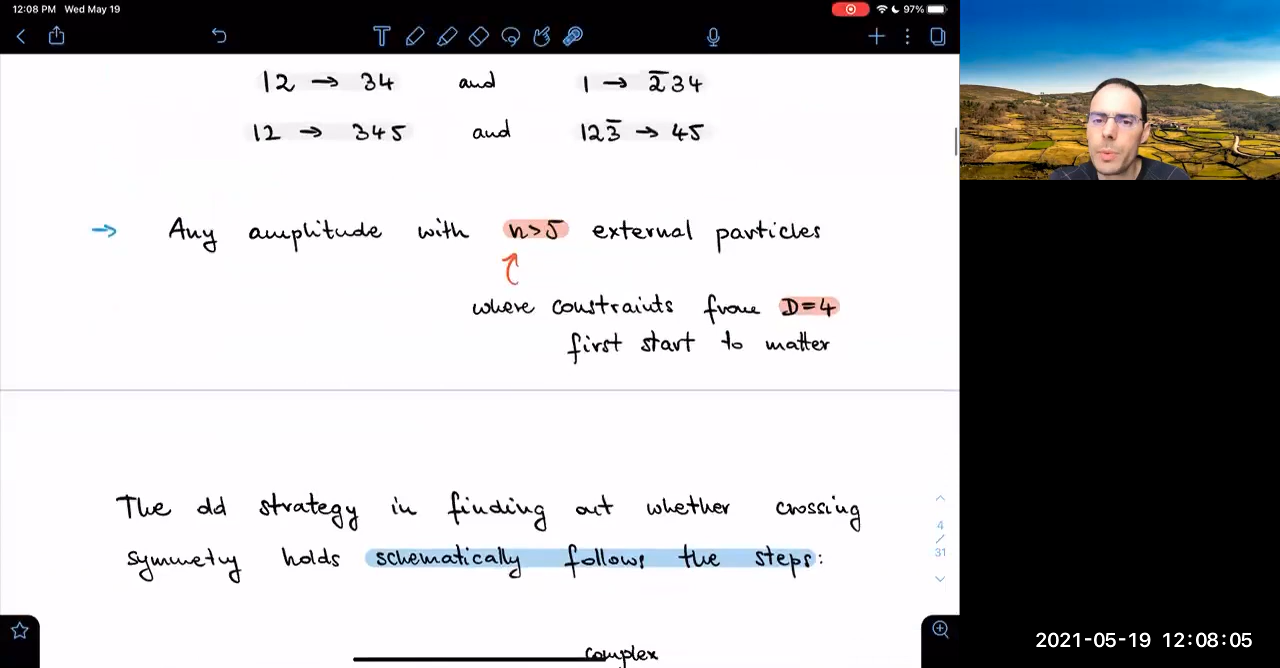 12:08 PM Wed May 19
97%
12 → 34 and 1 → 2̄34
12 → 345 and 123̄ → 45
→ Any amplitude with n>5 external particles
where constraints from D=4
first start to matter
The old strategy in finding out whether crossing
symmetry holds schematically follows the steps:
4
/
31
complex
2021-05-19 12:08:05